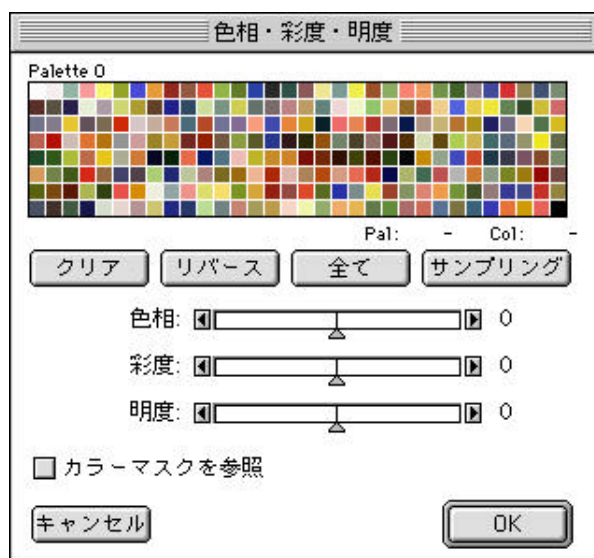 色相・彩度・明度
Palette 0
Pal: - Col: -
クリア リバース 全て サンプリング
色相: 0
彩度: 0
明度: 0
カラーマスクを参照
キャンセル OK